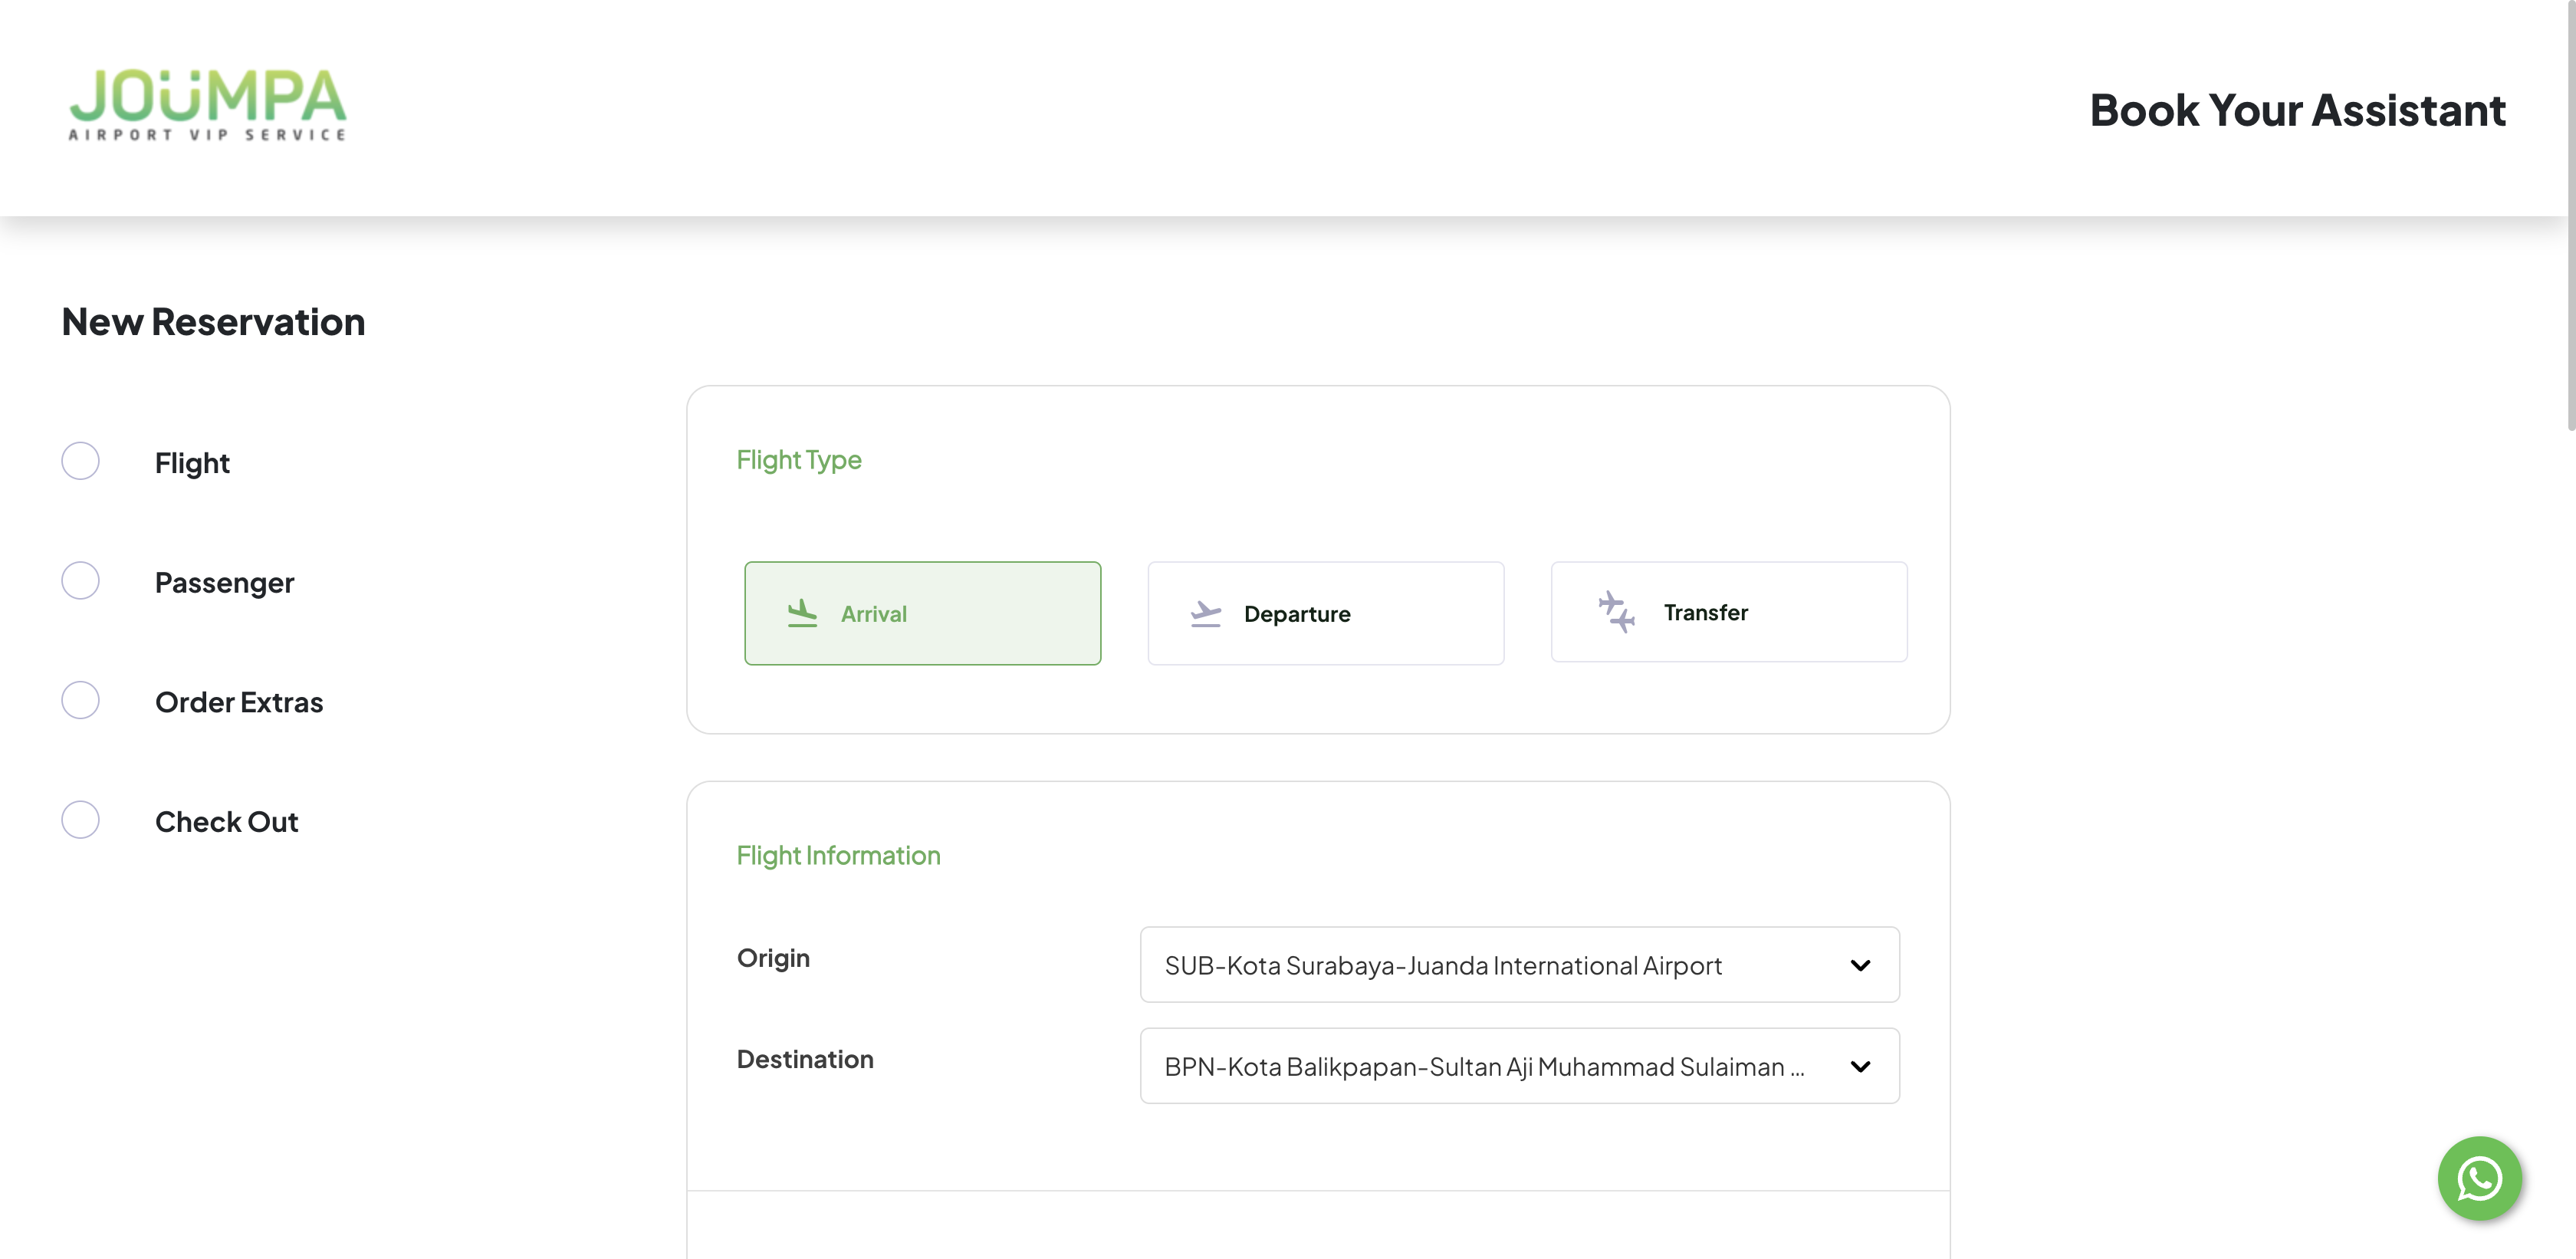 JOÜMPA
AIRPORT VIP SERVICE
Book Your Assistant
New Reservation
Flight
Passenger
Order Extras
Check Out
Flight Type
Arrival
Departure
Transfer
Flight Information
Origin
SUB-Kota Surabaya-Juanda International Airport
Destination
BPN-Kota Balikpapan-Sultan Aji Muhammad Sulaiman ...